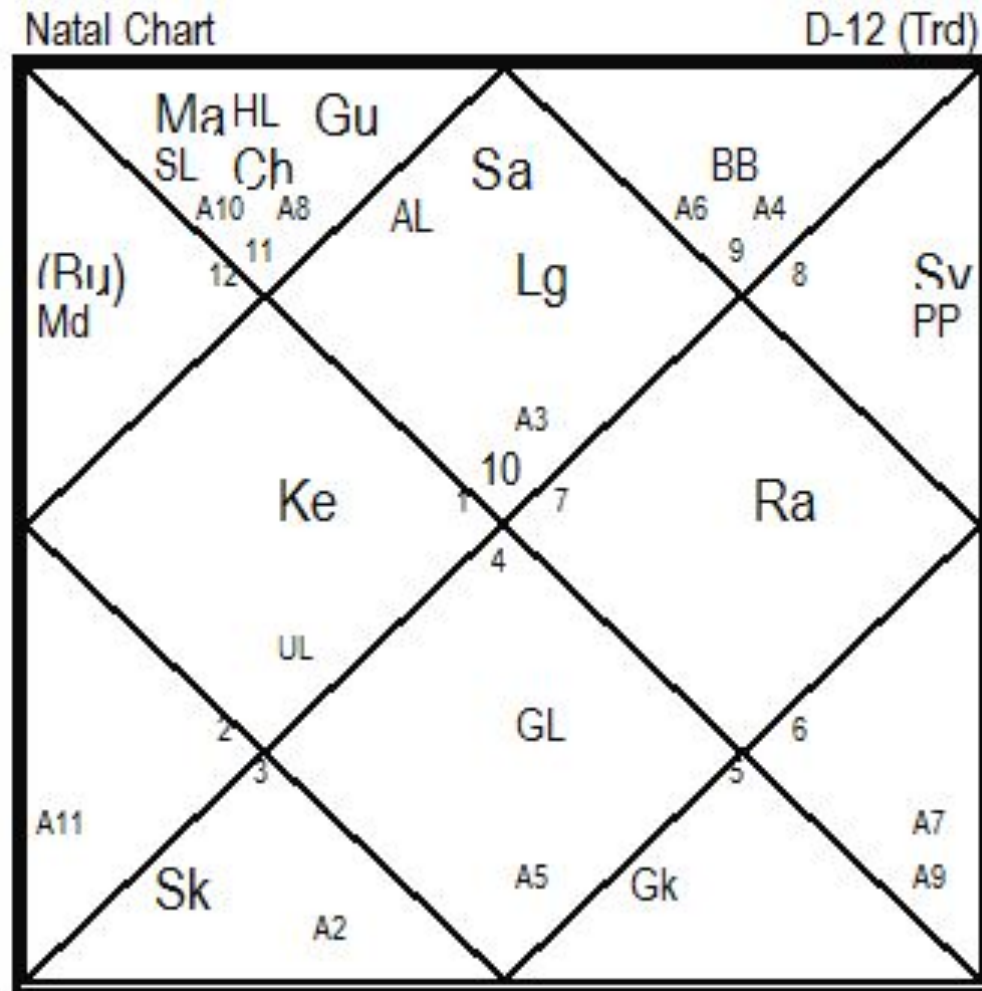 Natal Chart D-12 (Trd)
Ma HL Gu
SL Ch Sa BB
A10 A8 AL A6 A4
11 9
(Bu) 12 Lg 8 Sy
Md PP
A3
10
Ke 1 7 Ra
4
UL
2 GL 6
3 5
A11 A7
Sk A5 Gk A9
A2